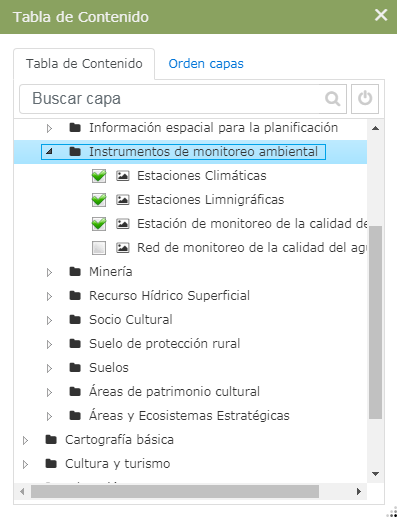 Tabla de Contenido
Tabla de Contenido
Orden capas
Buscar capa
Información espacial para la planificación
Instrumentos de monitoreo ambiental
Estaciones Climáticas
Estaciones Limnigráficas
Estación de monitoreo de la calidad de
Red de monitoreo de la calidad del agu
Minería
Recurso Hídrico Superficial
Socio Cultural
Suelo de protección rural
Suelos
Áreas de patrimonio cultural
Áreas y Ecosistemas Estratégicas
Cartografía básica
Cultura y turismo